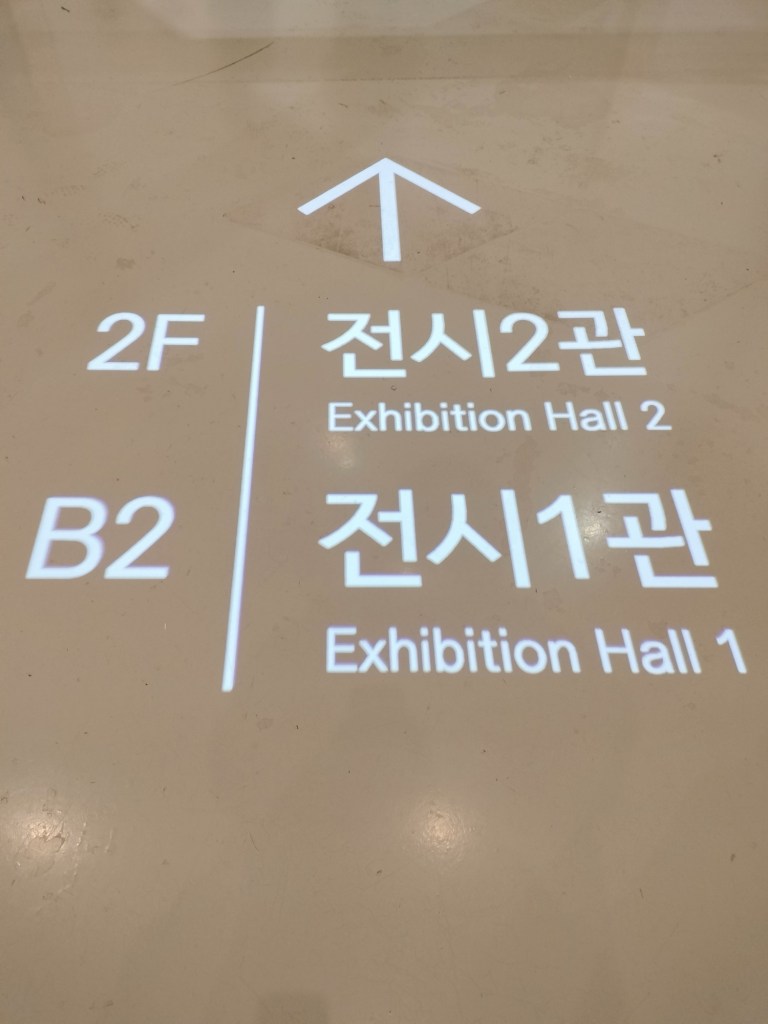 2F 전시2관
Exhibition Hall 2
B2 전시1관
Exhibition Hall 1